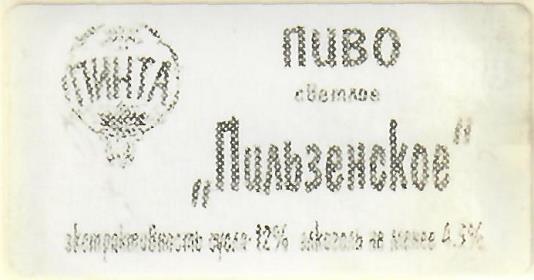 ПИНТА
пиво
светлое
„Пильзенское“
экстрактивность сусла 12% алкоголь не менее 4.5%